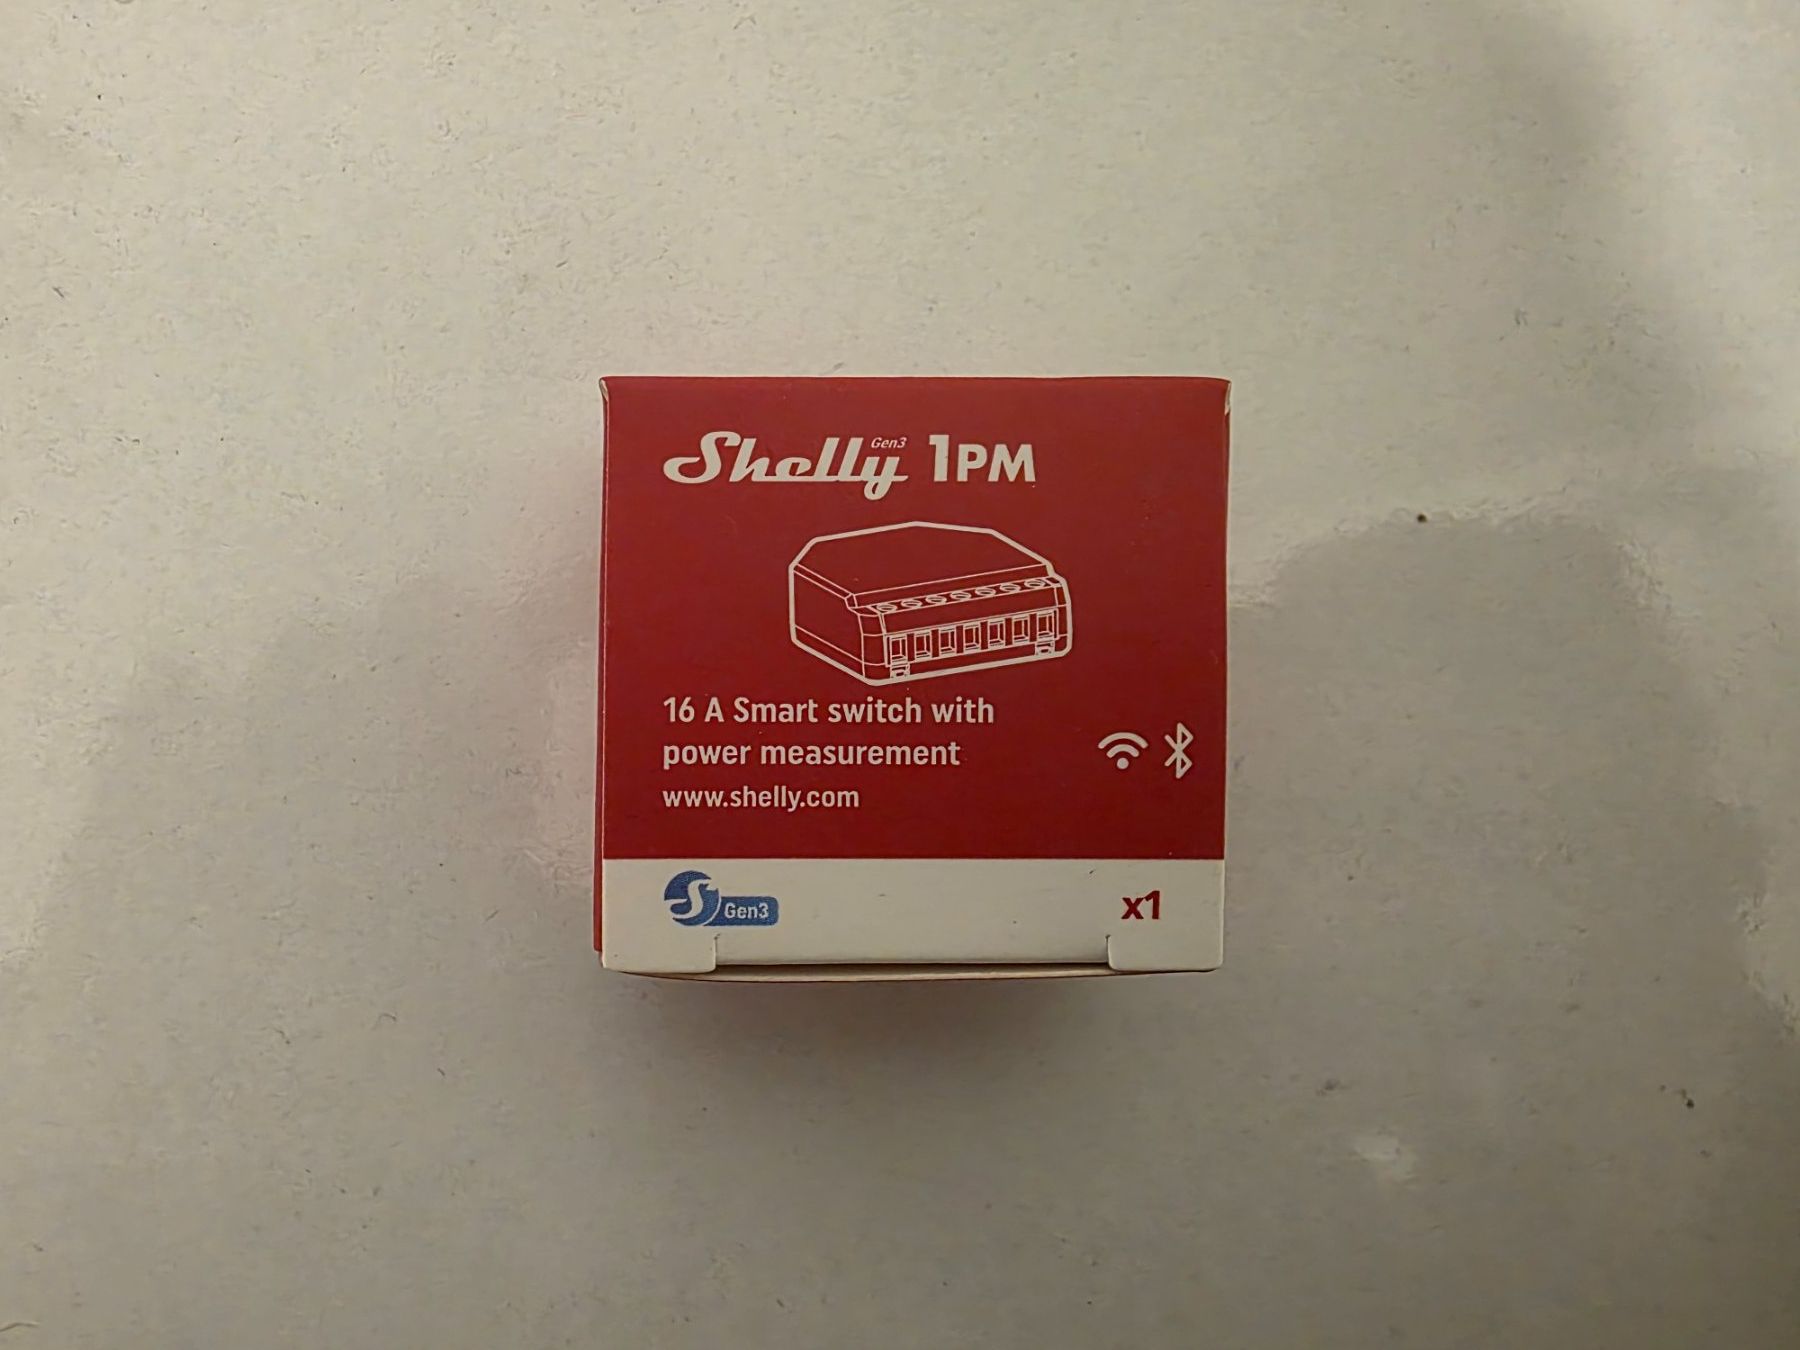 Shelly Gen3 1PM
16 A Smart switch with
power measurement
www.shelly.com
S Gen3
x1